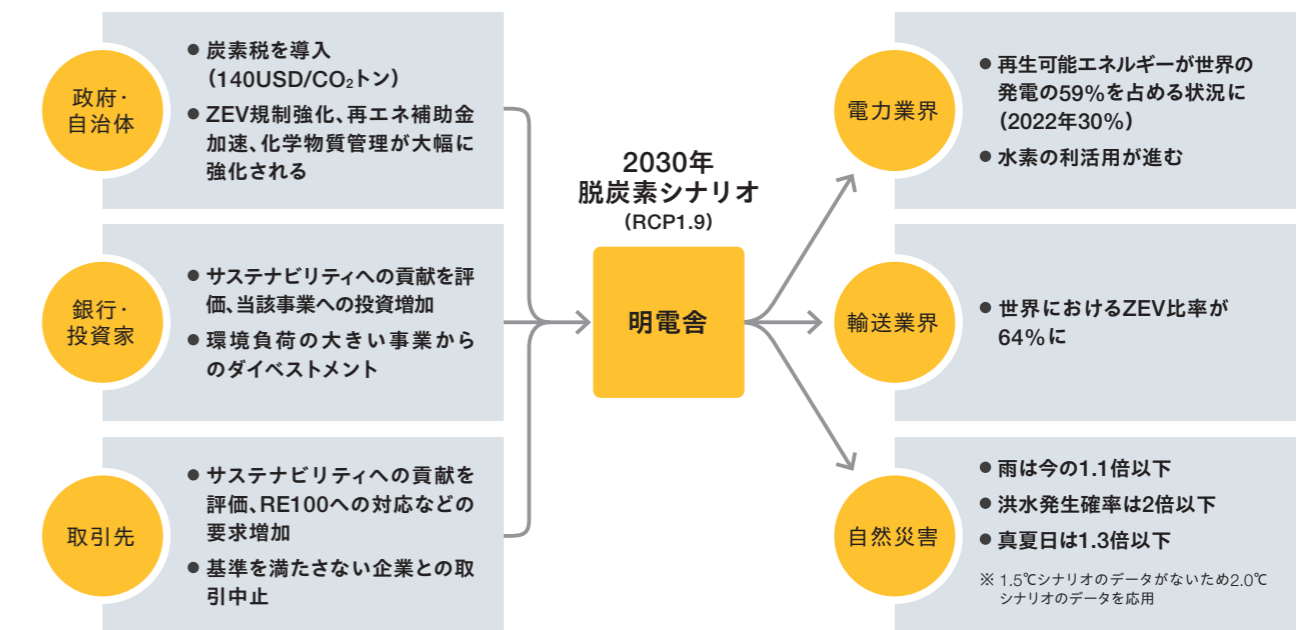 政府・
自治体
● 炭素税を導入
（140USD/CO₂トン）
● ZEV規制強化、再エネ補助金
加速、化学物質管理が大幅に
強化される
銀行・
投資家
● サステナビリティへの貢献を評
価、当該事業への投資増加
● 環境負荷の大きい事業から
のダイベストメント
取引先
● サステナビリティへの貢献を
評価、RE100への対応などの
要求増加
● 基準を満たさない企業との取
引中止
2030年
脱炭素シナリオ
（RCP1.9）
明電舎
電力業界
● 再生可能エネルギーが世界の
発電の59%を占める状況に
（2022年30%）
● 水素の利活用が進む
輸送業界
● 世界におけるZEV比率が
64%に
自然災害
● 雨は今の1.1倍以下
● 洪水発生確率は2倍以下
● 真夏日は1.3倍以下
※ 1.5℃シナリオのデータがないため2.0℃
シナリオのデータを応用